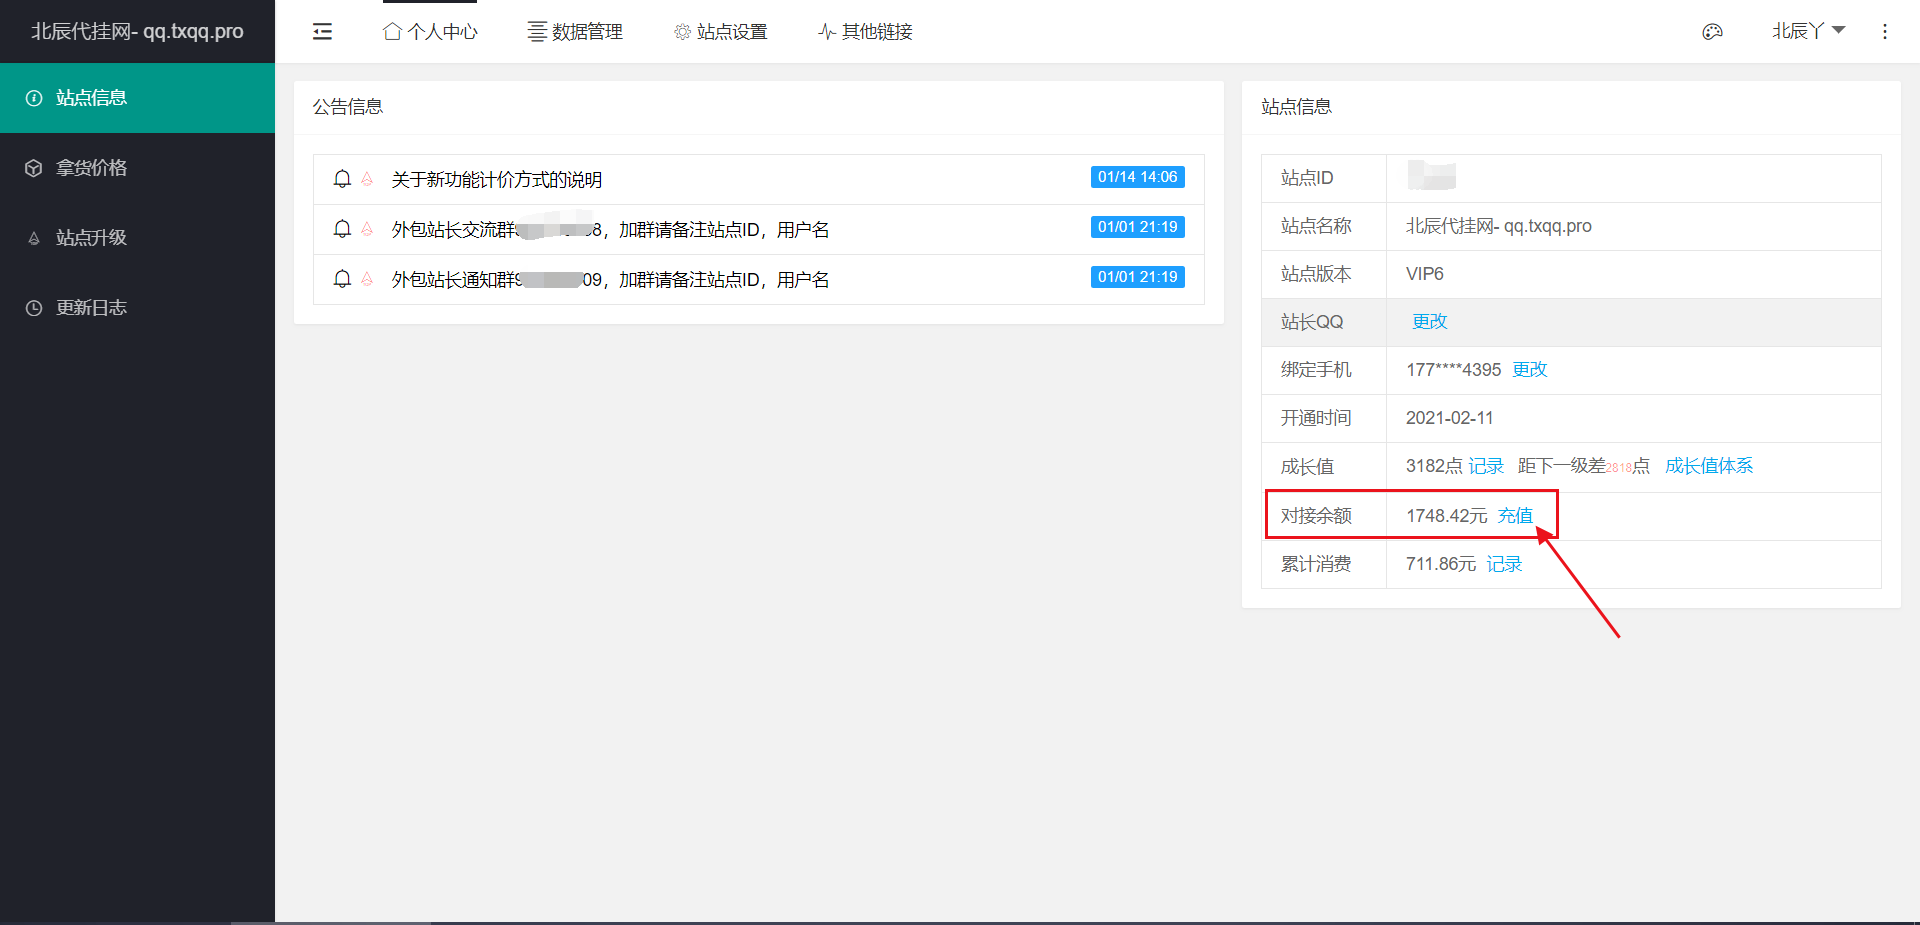 北辰代挂网- qq.txqq.pro
个人中心
数据管理
站点设置
其他链接
北辰丫
站点信息
拿货价格
站点升级
更新日志
公告信息
关于新功能计价方式的说明
01/14 14:06
外包站长交流群 8，加群请备注站点ID，用户名
01/01 21:19
外包站长通知群9 09，加群请备注站点ID，用户名
01/01 21:19
站点信息
站点ID
站点名称 北辰代挂网- qq.txqq.pro
站点版本 VIP6
站长QQ 更改
绑定手机 177****4395 更改
开通时间 2021-02-11
成长值 3182点 记录 距下一级差2818点 成长值体系
对接余额 1748.42元 充值
累计消费 711.86元 记录